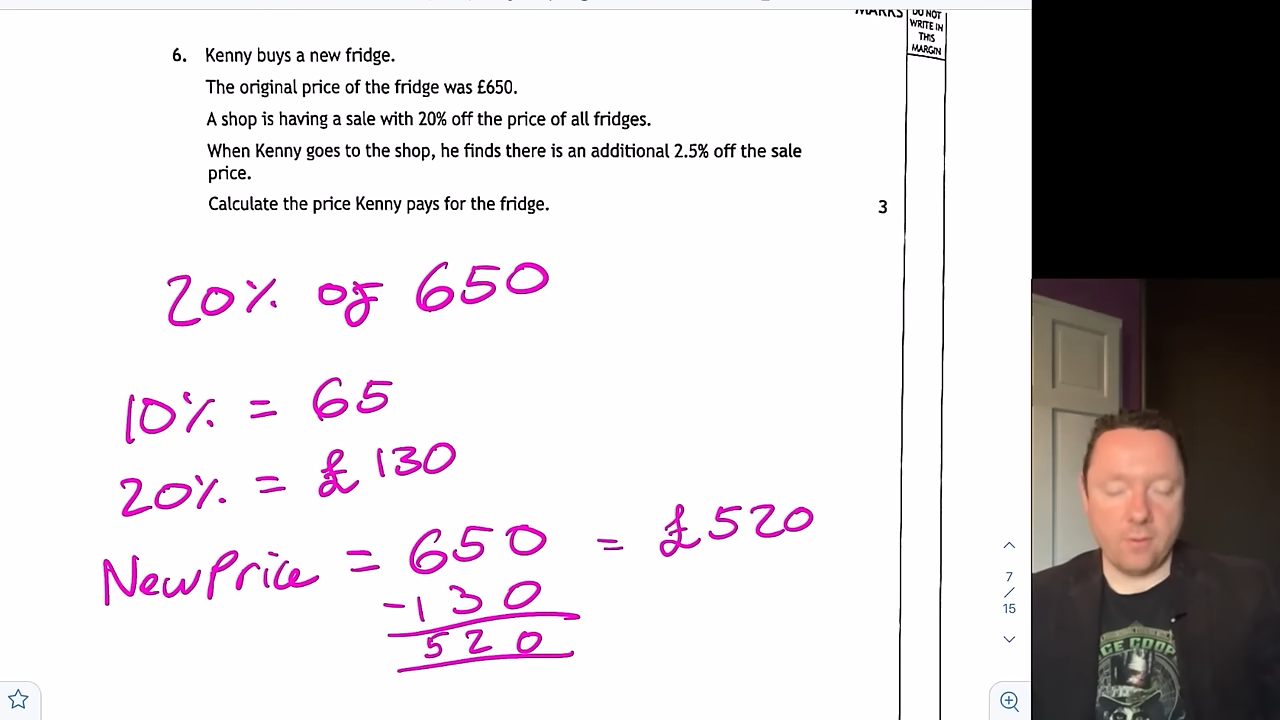 MARKS
DO NOT
WRITE IN
THIS
MARGIN
6. Kenny buys a new fridge.
The original price of the fridge was £650.
A shop is having a sale with 20% off the price of all fridges.
When Kenny goes to the shop, he finds there is an additional 2.5% off the sale
price.
Calculate the price Kenny pays for the fridge.
3
20% of 650
10% = 65
20% = £130
New Price = 650 = £520
-130
520
7
/
15